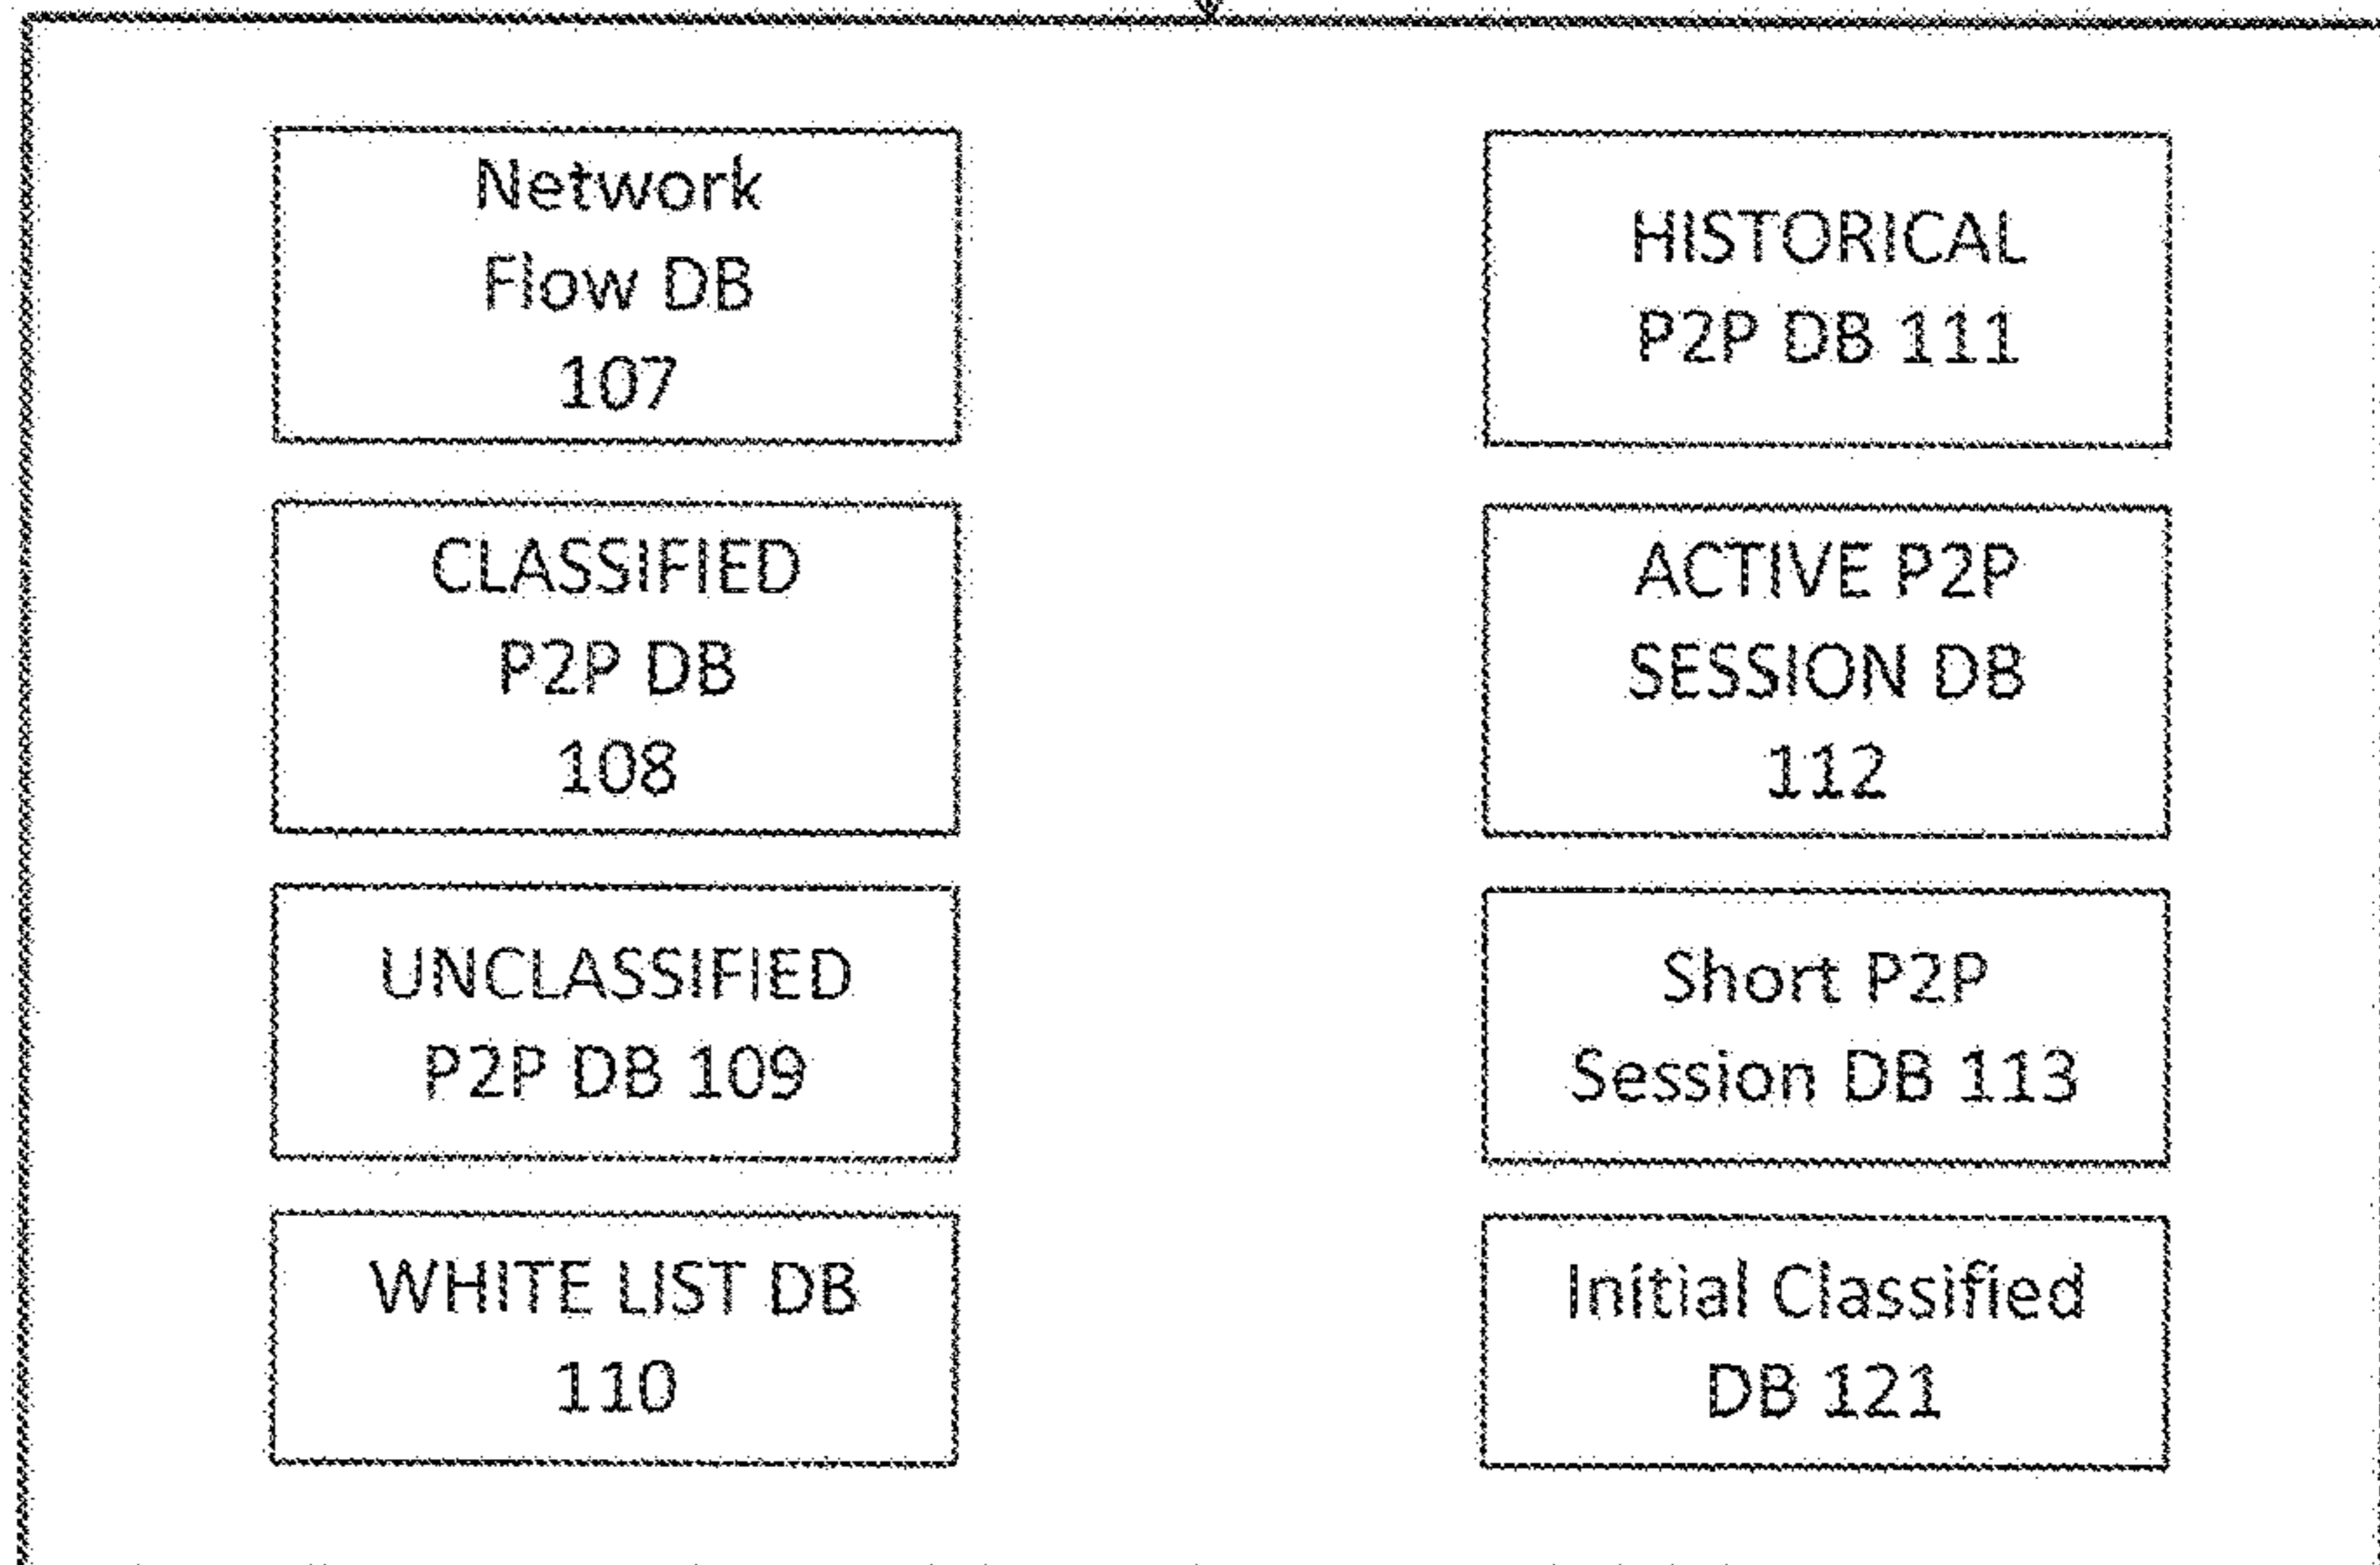 Network
Flow DB
107
CLASSIFIED
P2P DB
108
UNCLASSIFIED
P2P DB 109
WHITE LIST DB
110
HISTORICAL
P2P DB 111
ACTIVE P2P
SESSION DB
112
Short P2P
Session DB 113
Initial Classified
DB 121